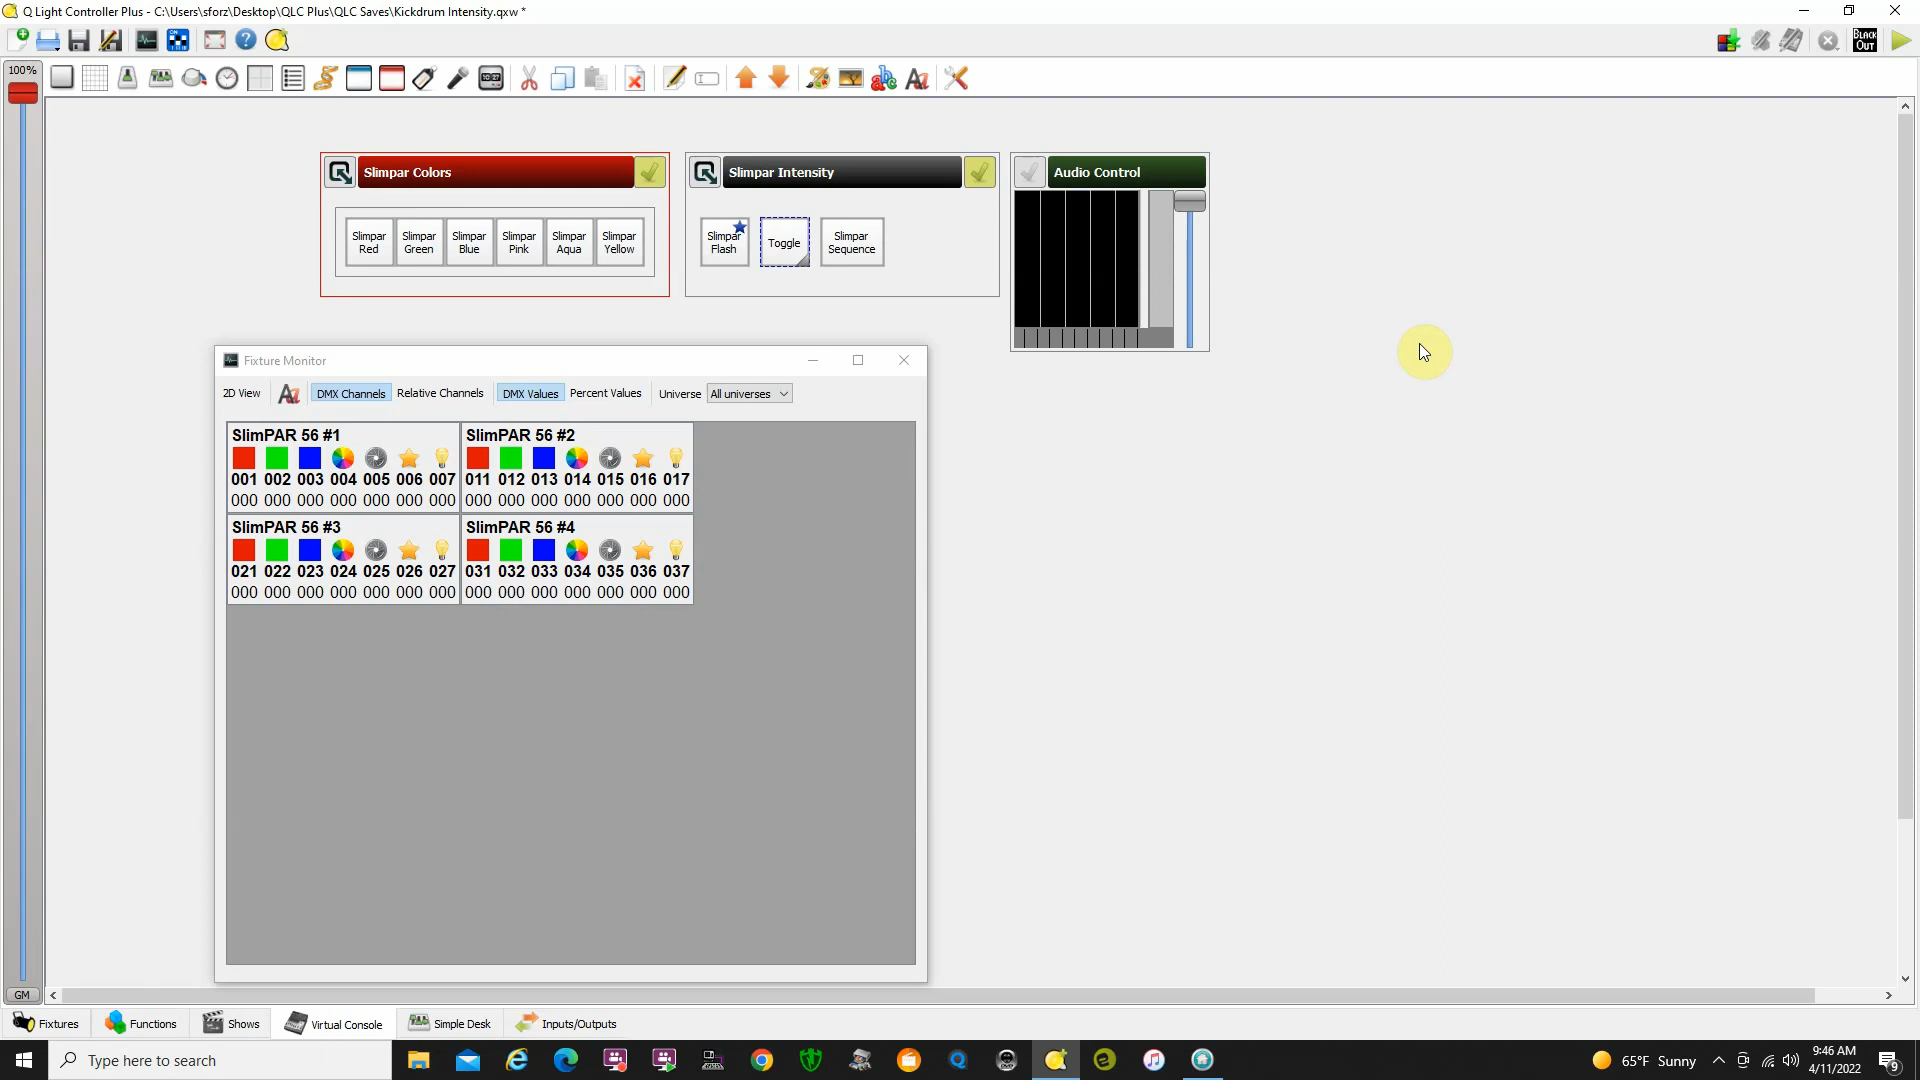 Q Light Controller Plus - C:\Users\sforz\Desktop\QLC Plus\QLC Saves\Kickdrum Intensity.qxw *
BLACK
OUT
100%
Slimpar Colors
Slimpar Intensity
Audio Control
Slimpar
Red
Slimpar
Green
Slimpar
Blue
Slimpar
Pink
Slimpar
Aqua
Slimpar
Yellow
Slimpar
Flash
Toggle
Slimpar
Sequence
Fixture Monitor
2D View
DMX Channels
Relative Channels
DMX Values
Percent Values
Universe
All universes
SlimPAR 56 #1
001 002 003 004 005 006 007
000 000 000 000 000 000 000
SlimPAR 56 #2
011 012 013 014 015 016 017
000 000 000 000 000 000 000
SlimPAR 56 #3
021 022 023 024 025 026 027
000 000 000 000 000 000 000
SlimPAR 56 #4
031 032 033 034 035 036 037
000 000 000 000 000 000 000
GM
Fixtures
Functions
Shows
Virtual Console
Simple Desk
Inputs/Outputs
Type here to search
65°F Sunny
9:46 AM
4/11/2022
9